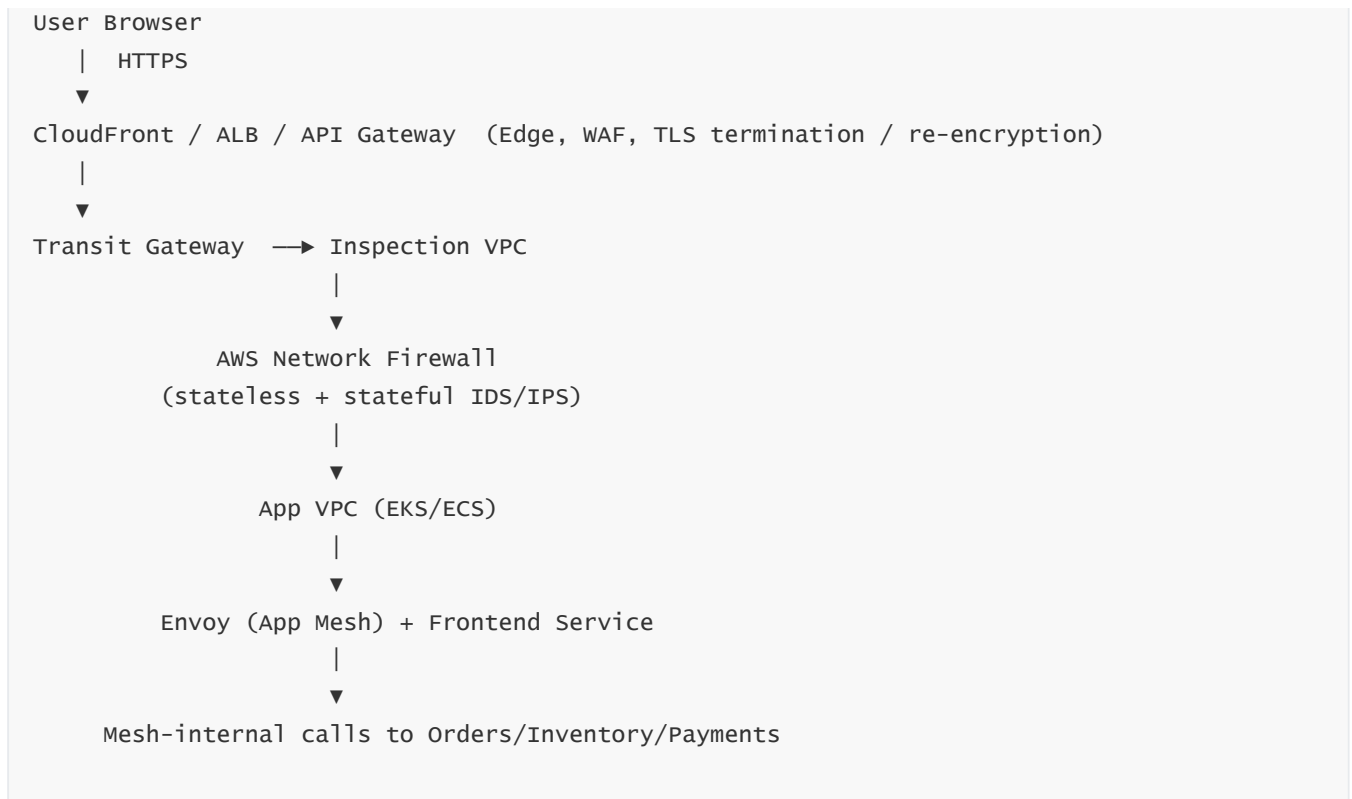 User Browser
| HTTPS
▼
CloudFront / ALB / API Gateway (Edge, WAF, TLS termination / re-encryption)
|
▼
Transit Gateway ──► Inspection VPC
|
▼
AWS Network Firewall
(stateless + stateful IDS/IPS)
|
▼
App VPC (EKS/ECS)
|
▼
Envoy (App Mesh) + Frontend Service
|
▼
Mesh-internal calls to Orders/Inventory/Payments